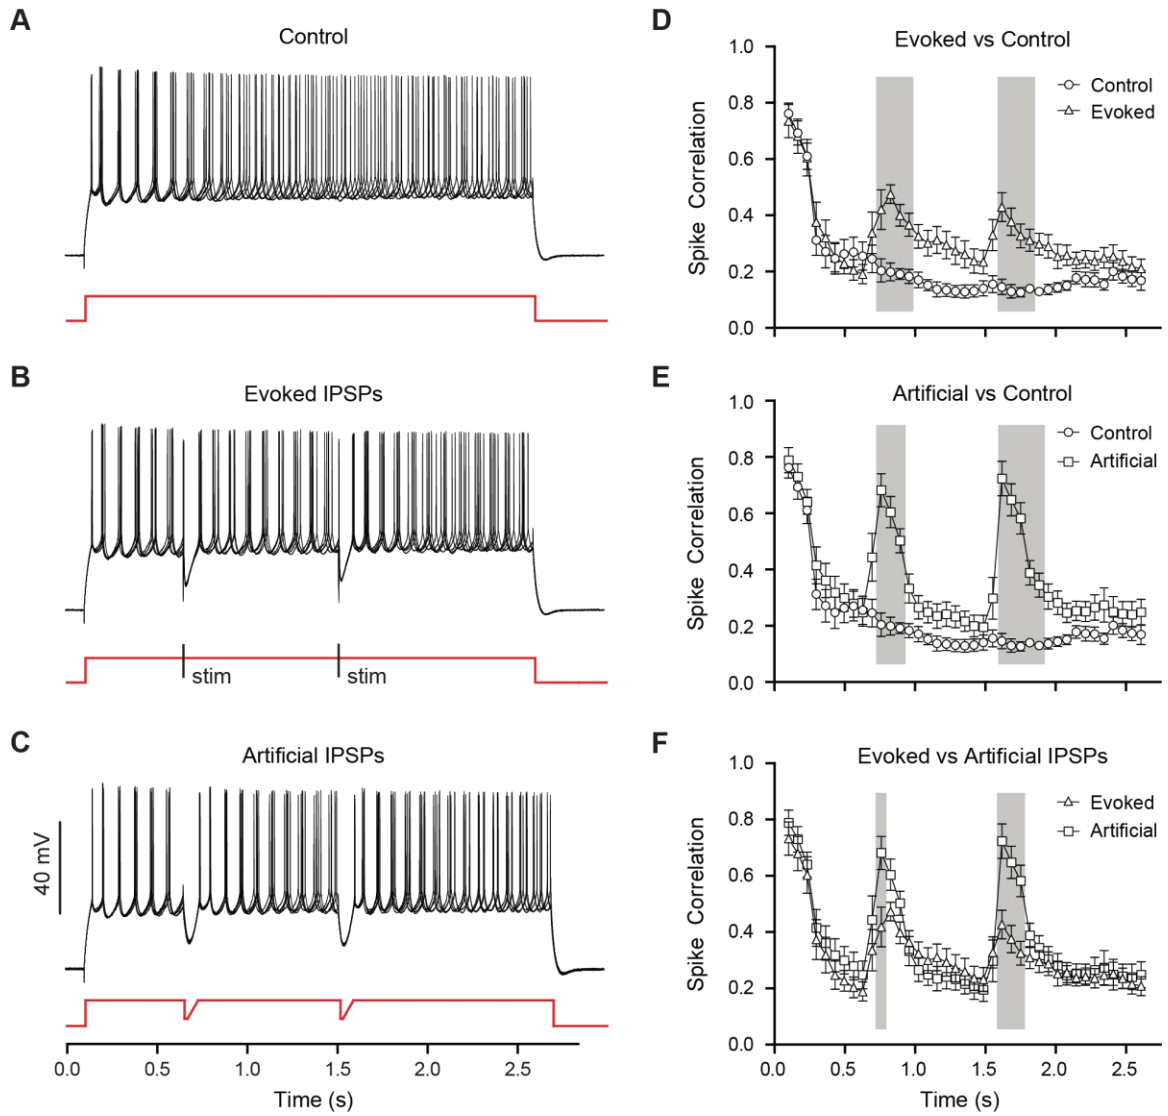 A
Control
B
Evoked IPSPs
stim
stim
C
Artificial IPSPs
40 mV
0.0 0.5 1.0 1.5 2.0 2.5
Time (s)
D
Evoked vs Control
Control
Evoked
1.0
0.8
0.6
0.4
0.2
0.0
Spike Correlation
E
Artificial vs Control
Control
Artificial
1.0
0.8
0.6
0.4
0.2
0.0
Spike Correlation
F
Evoked vs Artificial IPSPs
Evoked
Artificial
1.0
0.8
0.6
0.4
0.2
0.0
Spike Correlation
0.0 0.5 1.0 1.5 2.0 2.5
Time (s)